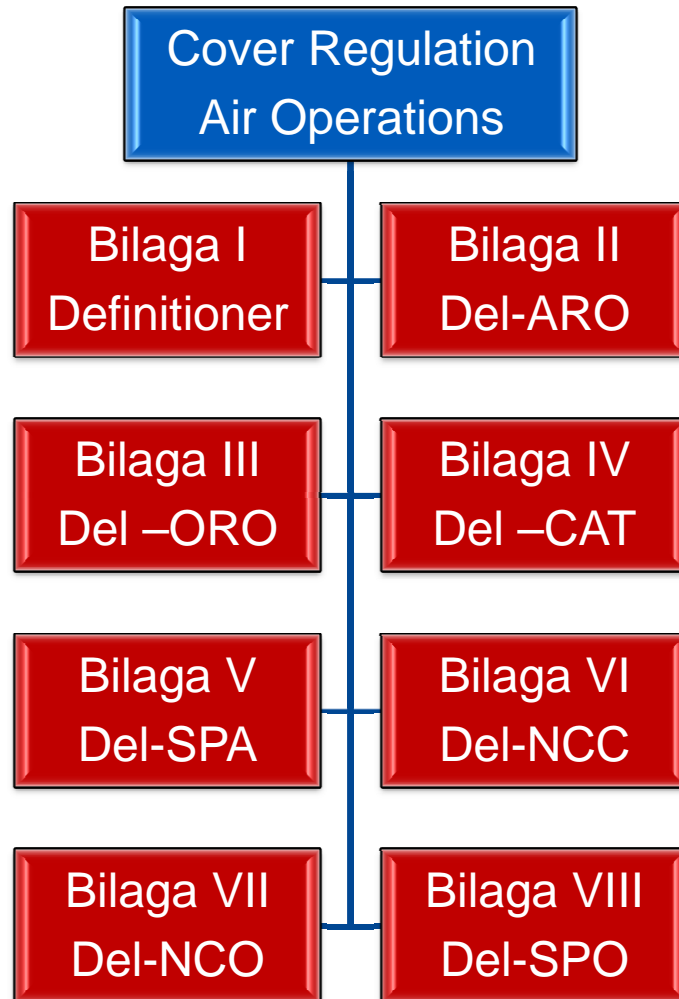 Cover Regulation
Air Operations
Bilaga I
Definitioner
Bilaga II
Del-ARO
Bilaga III
Del –ORO
Bilaga IV
Del –CAT
Bilaga V
Del-SPA
Bilaga VI
Del-NCC
Bilaga VII
Del-NCO
Bilaga VIII
Del-SPO